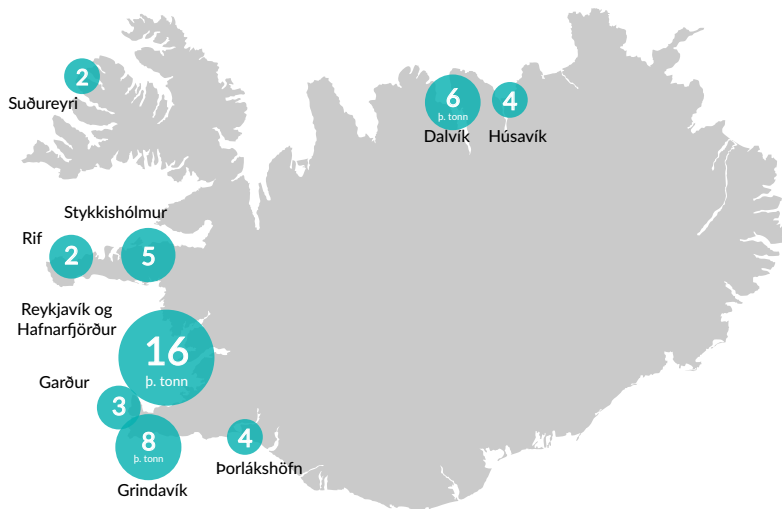 2
Suðureyri
6
þ. tonn
Dalvík
4
Húsavík
Stykkishólmur
5
Rif
2
Reykjavík og
Hafnarfjörður
16
þ. tonn
Garður
3
8
þ. tonn
Grindavík
4
Þorlákshöfn